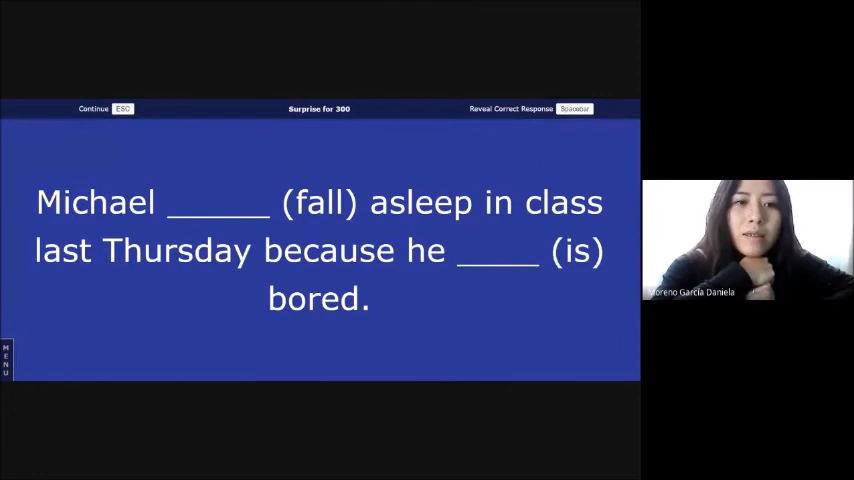 Continue ESC Surprise for 300 Reveal Correct Response Spacebar
Michael ______ (fall) asleep in class
last Thursday because he _____ (is)
bored.
Moreno García Daniela
MENU